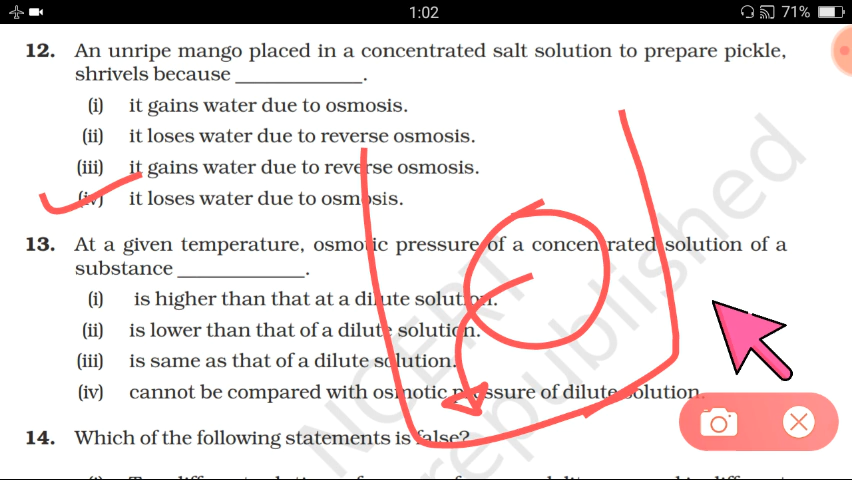 1:02
71%
12. An unripe mango placed in a concentrated salt solution to prepare pickle,
shrivels because ____________.
(i) it gains water due to osmosis.
(ii) it loses water due to reverse osmosis.
(iii) it gains water due to reverse osmosis.
(iv) it loses water due to osmosis.
13. At a given temperature, osmotic pressure of a concentrated solution of a
substance ____________.
(i) is higher than that at a dilute solution.
(ii) is lower than that of a dilute solution.
(iii) is same as that of a dilute solution.
(iv) cannot be compared with osmotic pressure of dilute solution.
14. Which of the following statements is false?
NCERT
republished